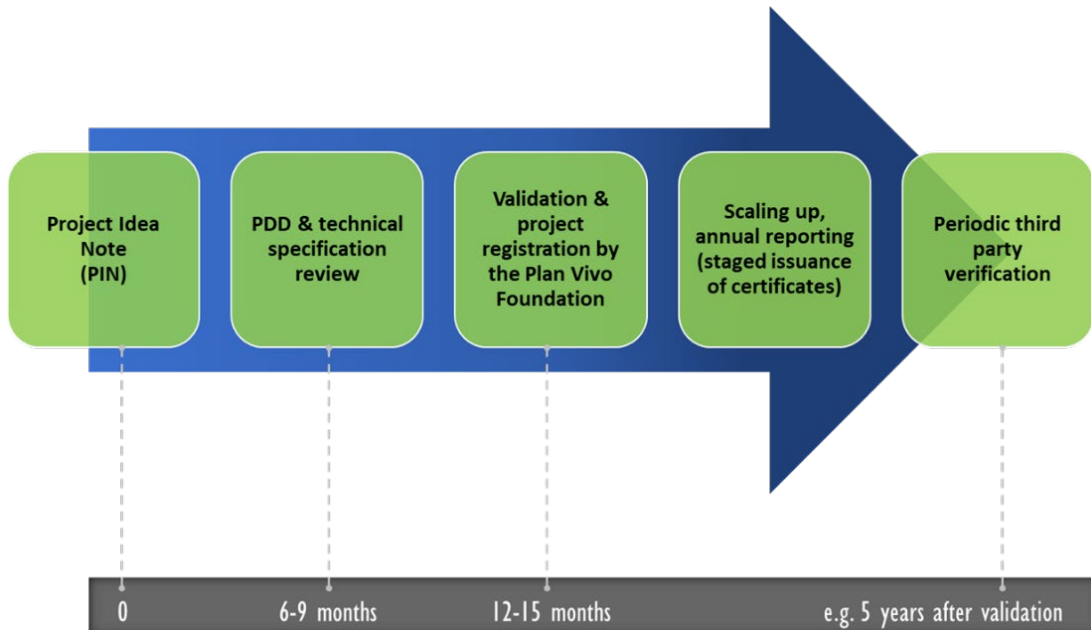 Project Idea
Note
(PIN)
PDD & technical
specification
review
Validation &
project
registration by
the Plan Vivo
Foundation
Scaling up,
annual reporting
(staged issuance
of certificates)
Periodic third
party
verification
0
6-9 months
12-15 months
e.g. 5 years after validation